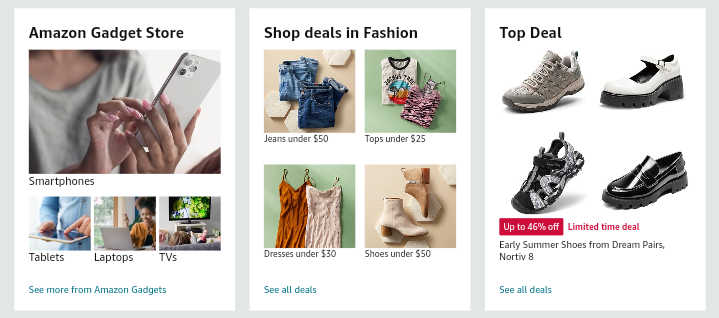 Amazon Gadget Store
Smartphones
Tablets
Laptops
TVs
See more from Amazon Gadgets
Shop deals in Fashion
Jeans under $50
Tops under $25
Dresses under $30
Shoes under $50
See all deals
Top Deal
Up to 46% off
Limited time deal
Early Summer Shoes from Dream Pairs,
Nortiv 8
See all deals